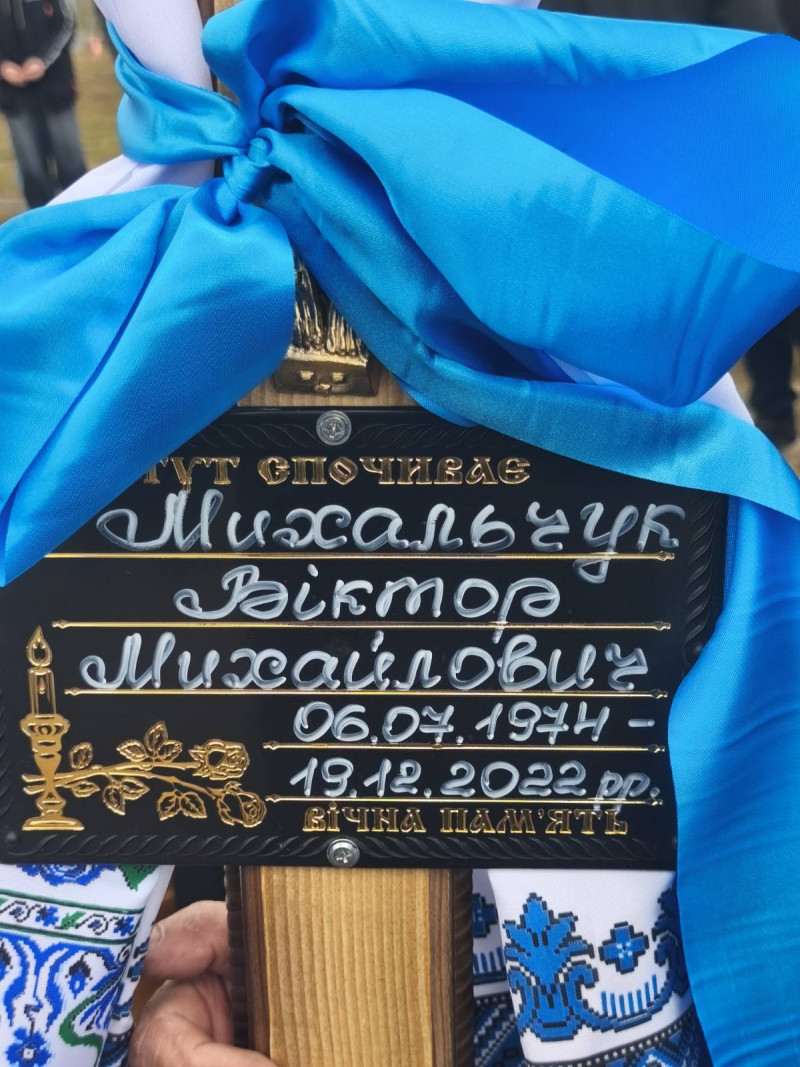 ТУТ СПОЧИВАЄ
Михальчук
Віктор
Михайлович
06.07.1974 -
19.12.2022 рр.
ВІЧНА ПАМ'ЯТЬ